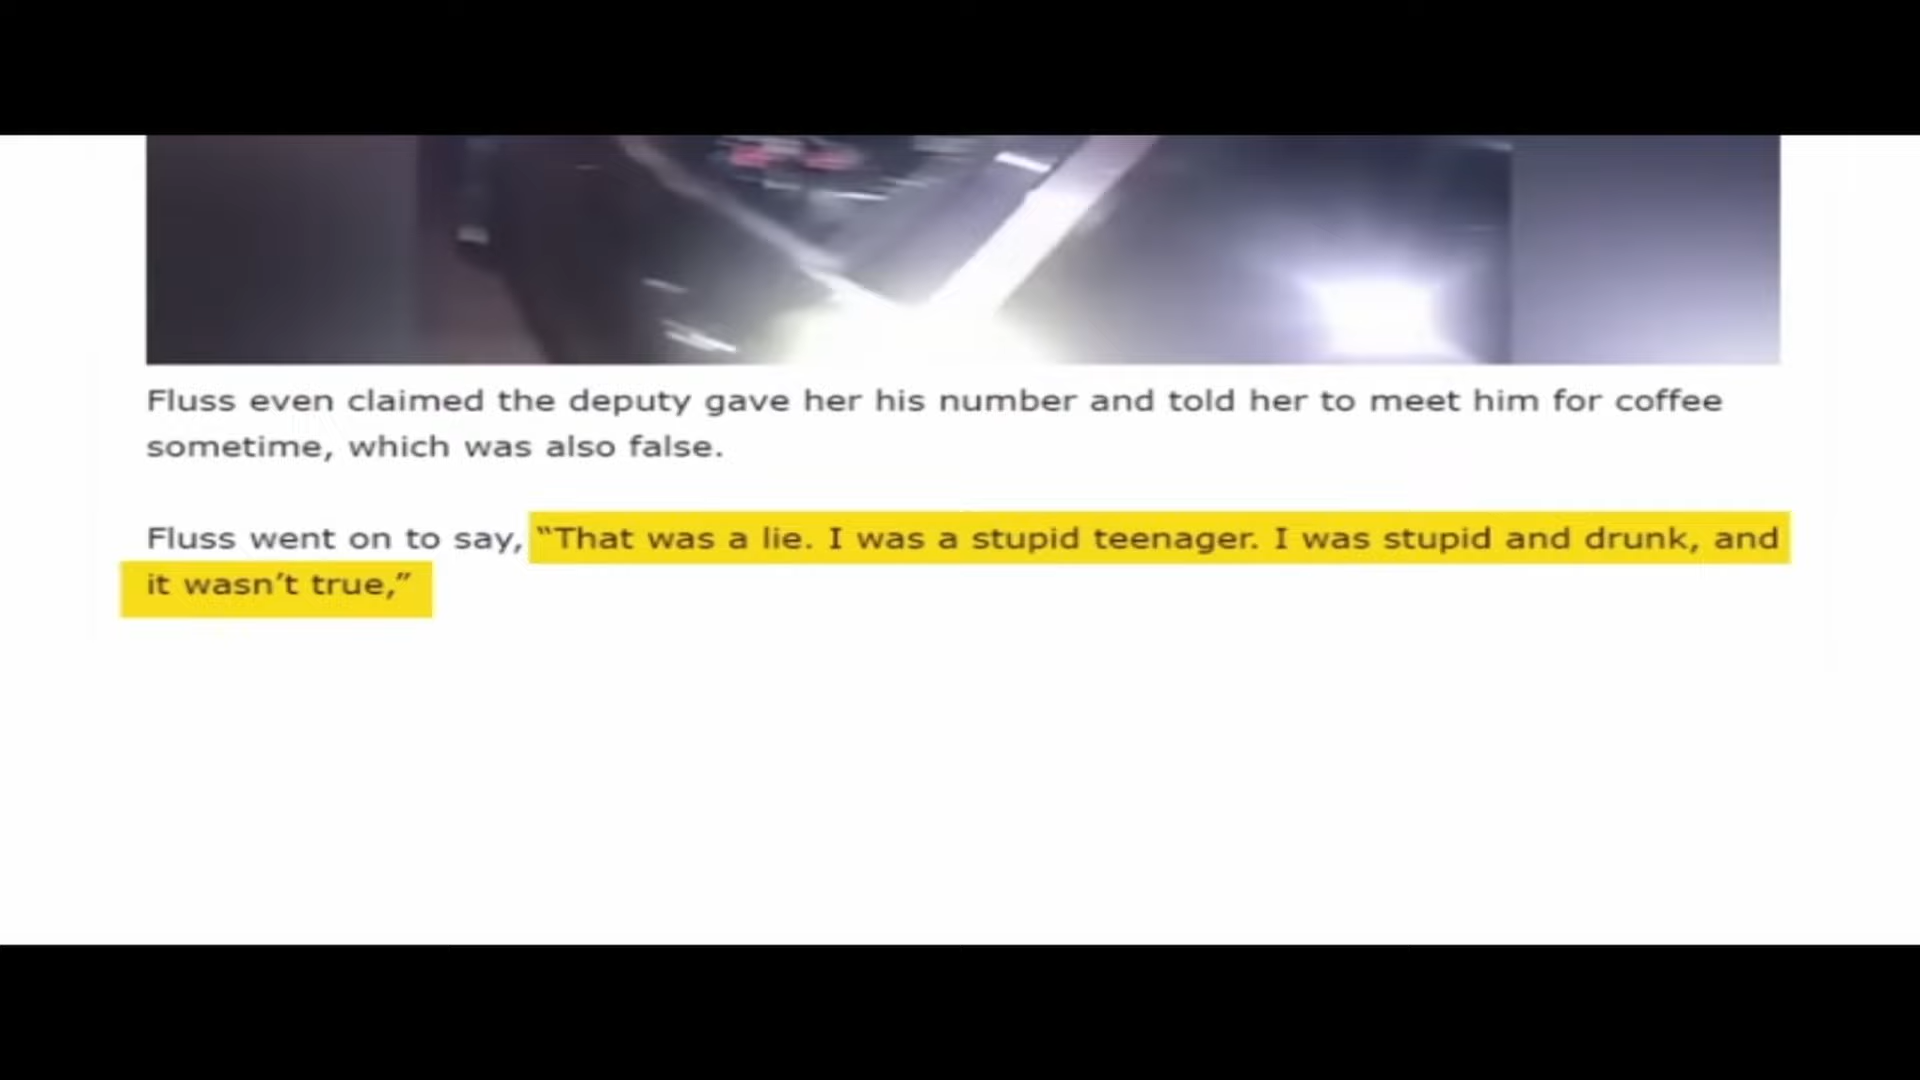 Fluss even claimed the deputy gave her his number and told her to meet him for coffee
sometime, which was also false.
Fluss went on to say, “That was a lie. I was a stupid teenager. I was stupid and drunk, and
it wasn’t true,”